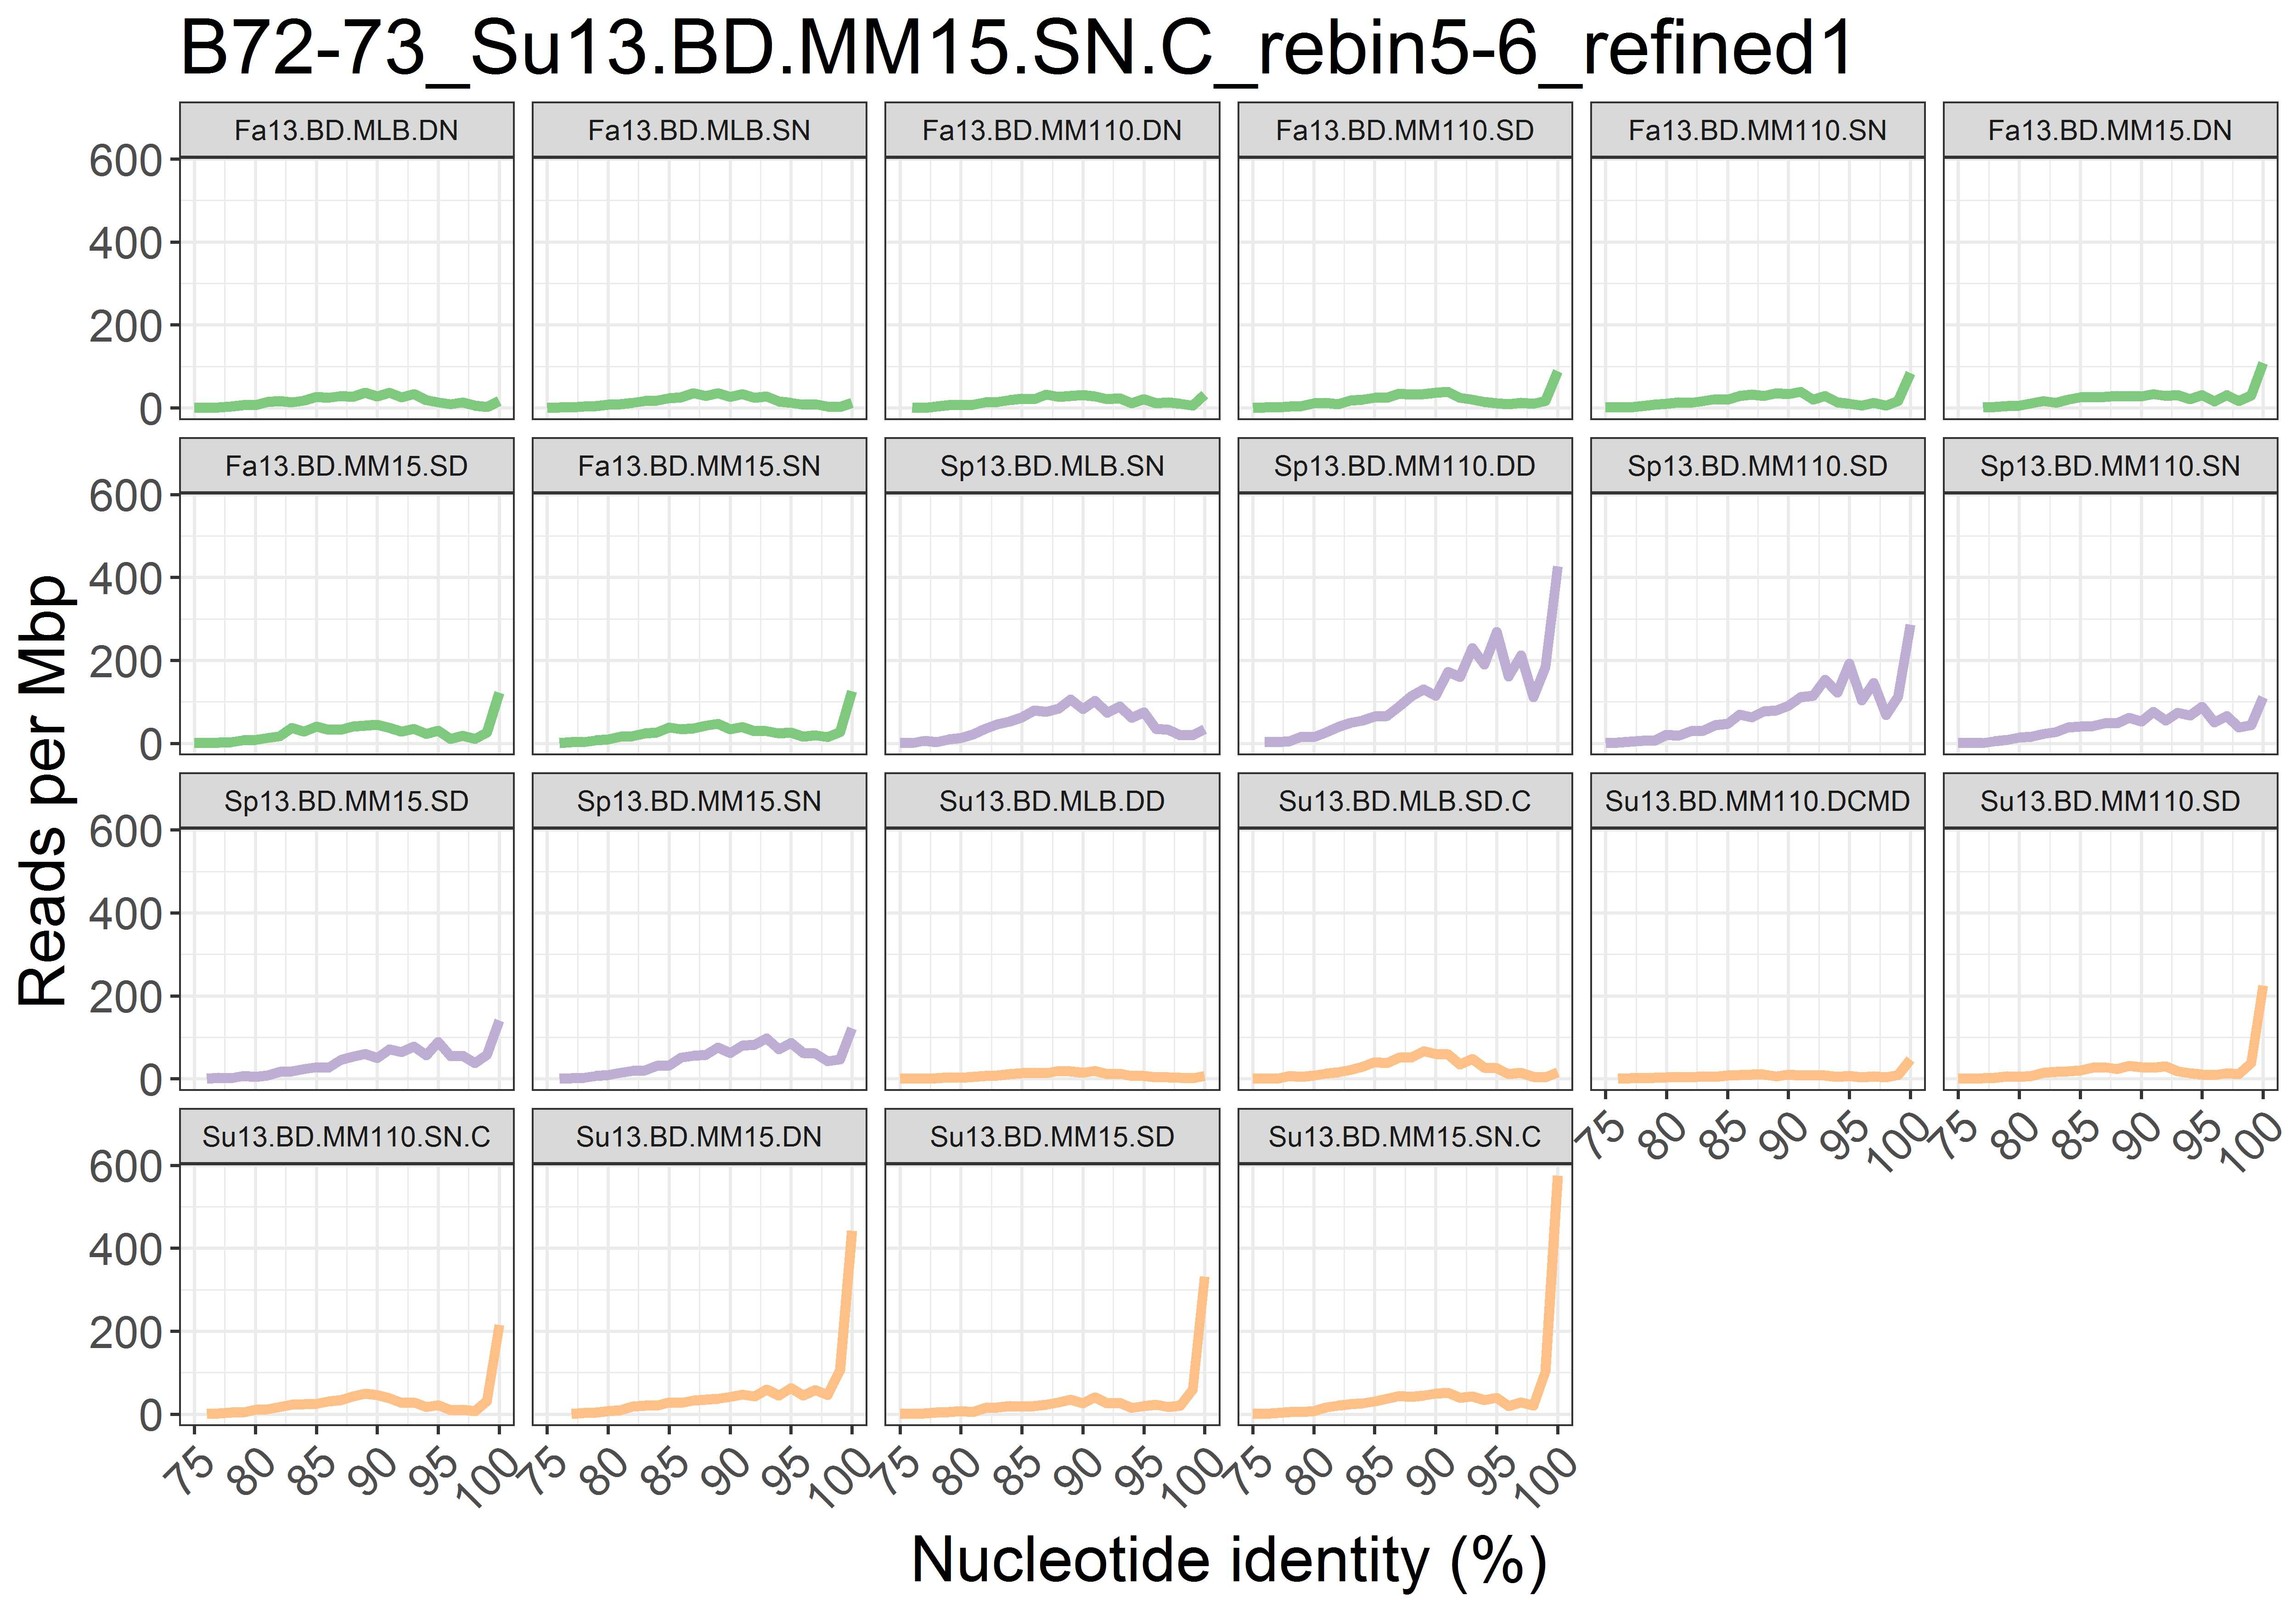 B72-73_Su13.BD.MM15.SN.C_rebin5-6_refined1
Fa13.BD.MLB.DN Fa13.BD.MLB.SN Fa13.BD.MM110.DN Fa13.BD.MM110.SD Fa13.BD.MM110.SN Fa13.BD.MM15.DN
600
400
200
0
Fa13.BD.MM15.SD Fa13.BD.MM15.SN Sp13.BD.MLB.SN Sp13.BD.MM110.DD Sp13.BD.MM110.SD Sp13.BD.MM110.SN
600
400
200
0
Reads per Mbp
Sp13.BD.MM15.SD Sp13.BD.MM15.SN Su13.BD.MLB.DD Su13.BD.MLB.SD.C Su13.BD.MM110.DCMD Su13.BD.MM110.SD
600
400
200
0
75 80 85 90 95 100 75 80 85 90 95 100
Su13.BD.MM110.SN.C Su13.BD.MM15.DN Su13.BD.MM15.SD Su13.BD.MM15.SN.C
600
400
200
0
75 80 85 90 95 100 75 80 85 90 95 100 75 80 85 90 95 100 75 80 85 90 95 100
Nucleotide identity (%)